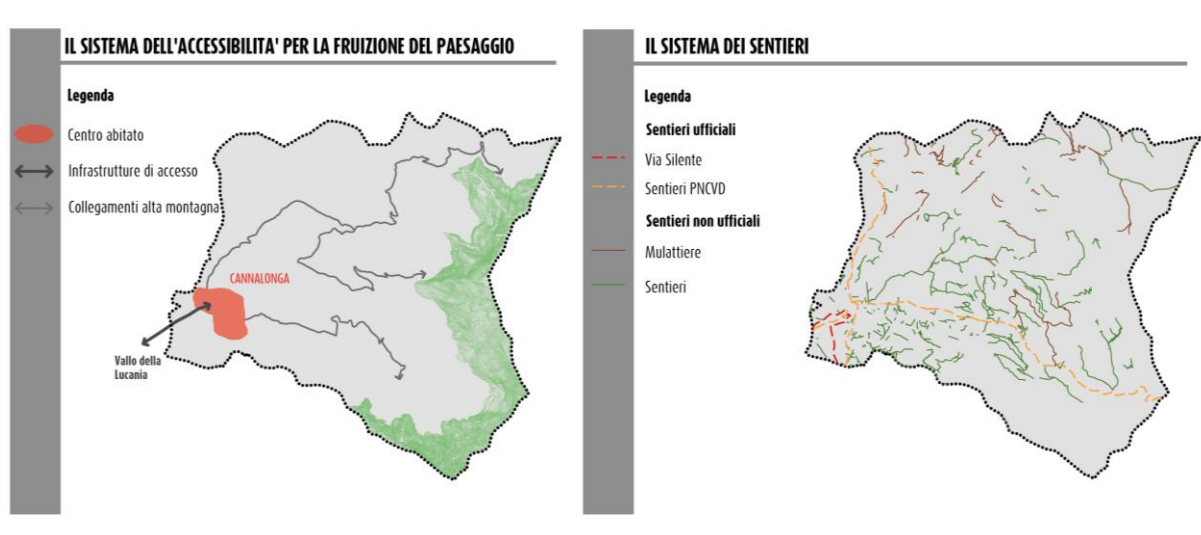 IL SISTEMA DELL'ACCESSIBILITA' PER LA FRUIZIONE DEL PAESAGGIO
Legenda
Centro abitato
Infrastrutture di accesso
Collegamenti alta montagna
CANNALONGA
Vallo della
Lucania
IL SISTEMA DEI SENTIERI
Legenda
Sentieri ufficiali
Via Silente
Sentieri PNCVD
Sentieri non ufficiali
Mulattiere
Sentieri